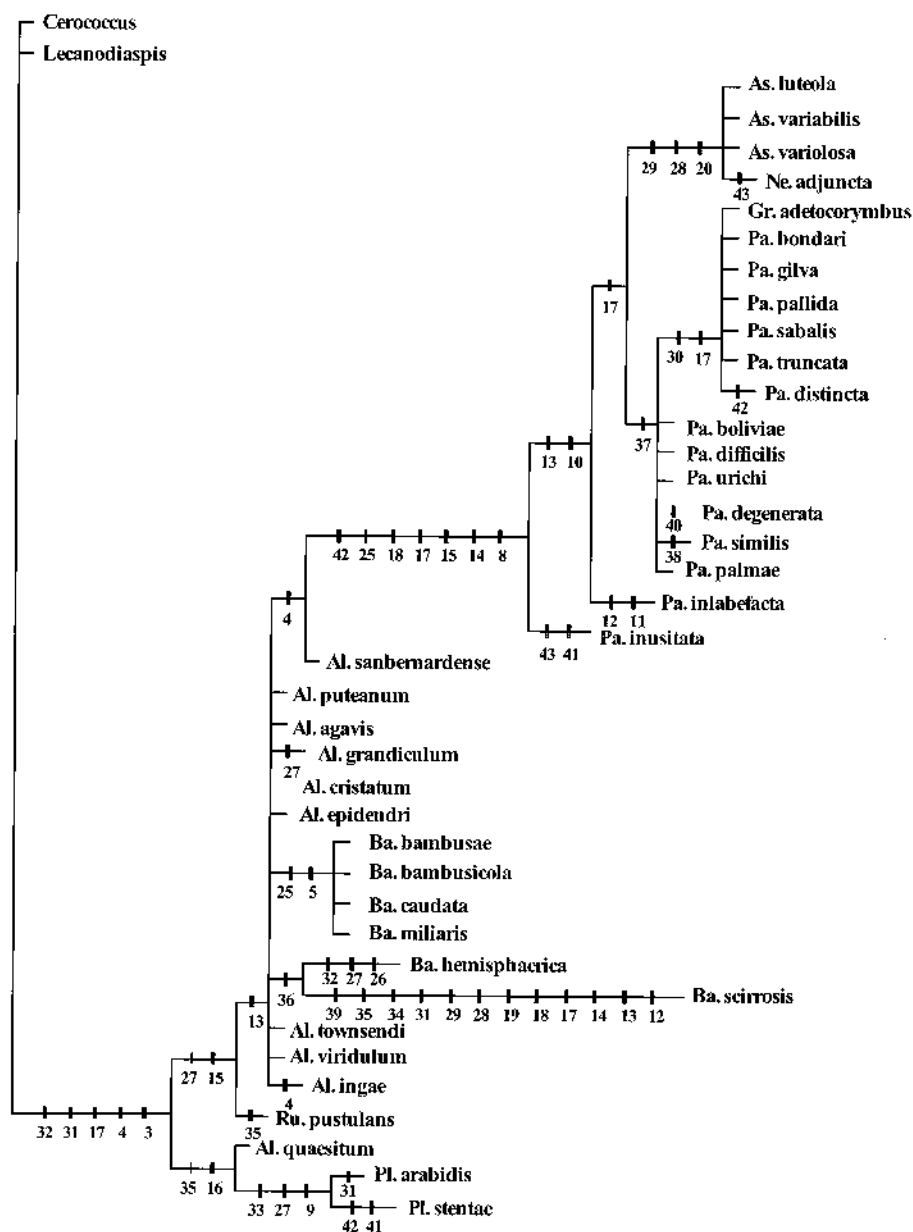 Cerococcus
Lecanodiaspis
As. luteola
As. variabilis
29 28 20
As. variolosa
43
Ne. adjuncta
Gr. adetocorymbus
Pa. bondari
Pa. gilva
17
Pa. pallida
Pa. sabalis
30 17
Pa. truncata
42
Pa. distincta
37
Pa. boliviae
Pa. difficilis
13 10
Pa. urichi
40
Pa. degenerata
42 25 18 17 15 14 8
38
Pa. similis
Pa. palmae
12 11
Pa. inlabefacta
4
43 41
Pa. inusitata
Al. sanbernardense
Al. puteanum
Al. agavis
27
Al. grandiculum
Al. cristatum
Al. epidendri
Ba. bambusae
25 5
Ba. bambusicola
Ba. caudata
Ba. miliaris
32 27 26
Ba. hemisphaerica
36
39 35 34 31 29 28 19 18 17 14 13 12
Ba. scirrosis
13
Al. townsendi
Al. viridulum
27 15
4
Al. ingae
32 31 17 4 3
35
Ru. pustulans
Al. quaesitum
35 16
31
Pl. arabidis
33 27 9
42 41
Pl. stentae